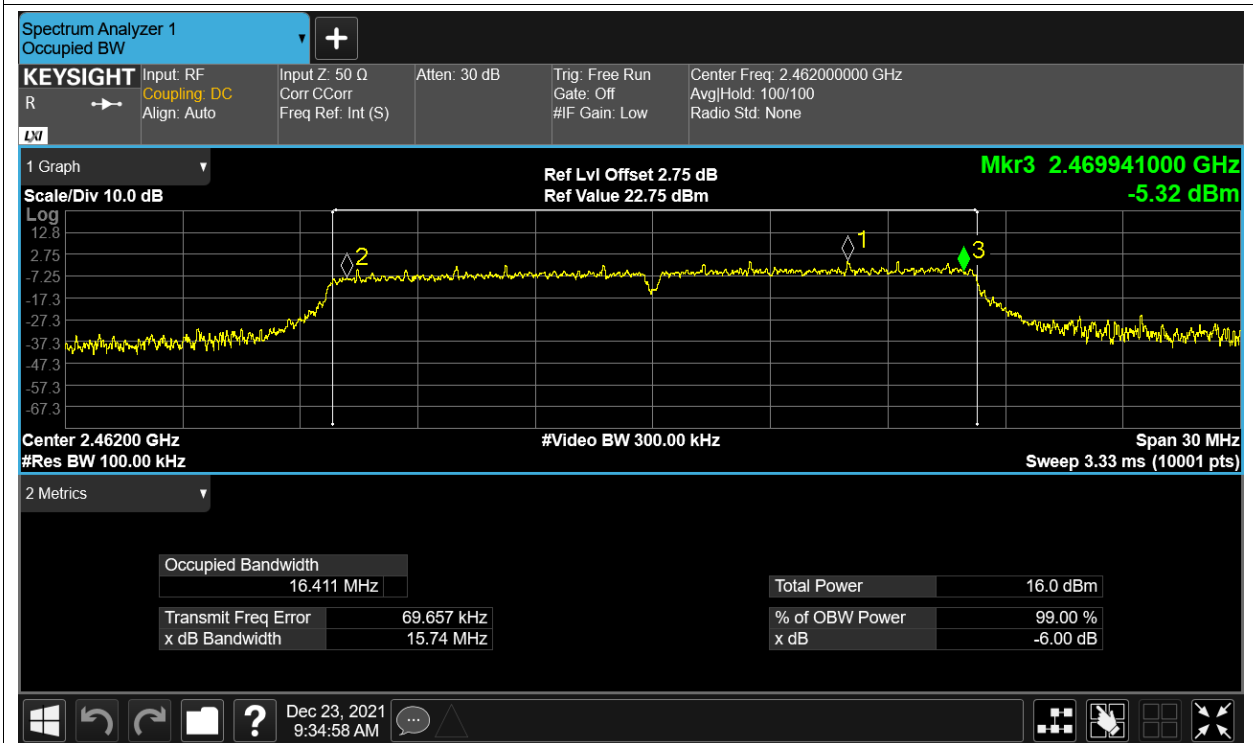 Spectrum Analyzer 1
Occupied BW
+
KEYSIGHT
R
LXI
Input: RF
Coupling: DC
Align: Auto
Input Z: 50 Ω
Corr CCorr
Freq Ref: Int (S)
Atten: 30 dB
Trig: Free Run
Gate: Off
#IF Gain: Low
Center Freq: 2.462000000 GHz
Avg|Hold: 100/100
Radio Std: None
1 Graph
Scale/Div 10.0 dB
Ref Lvl Offset 2.75 dB
Ref Value 22.75 dBm
Mkr3 2.469941000 GHz
-5.32 dBm
Log
12.8
2.75
-7.25
-17.3
-27.3
-37.3
-47.3
-57.3
-67.3
2
1
3
Center 2.46200 GHz
#Res BW 100.00 kHz
#Video BW 300.00 kHz
Span 30 MHz
Sweep 3.33 ms (10001 pts)
2 Metrics
Occupied Bandwidth
16.411 MHz
Transmit Freq Error 69.657 kHz
x dB Bandwidth 15.74 MHz
Total Power 16.0 dBm
% of OBW Power 99.00 %
x dB -6.00 dB
?
Dec 23, 2021
9:34:58 AM